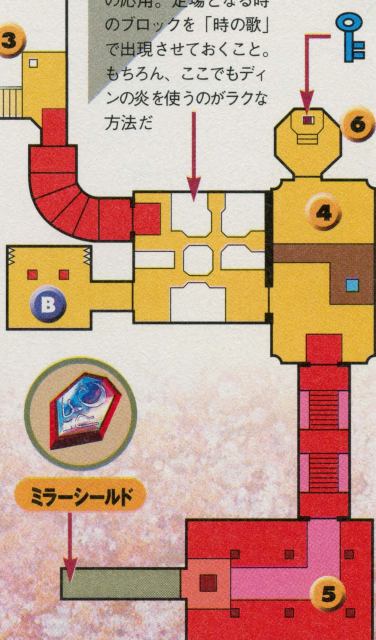 の応用。足場となる時
のブロックを「時の歌」
で出現させておくこと。
もちろん、ここでもディ
ンの炎を使うのがラクな
方法だ
3
6
4
B
ミラーシールド
5